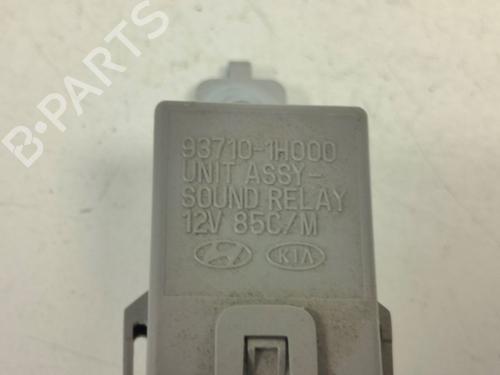 B-PARTS
93710-1H000
UNIT ASSY-
SOUND RELAY
12V 85C/M
KIA